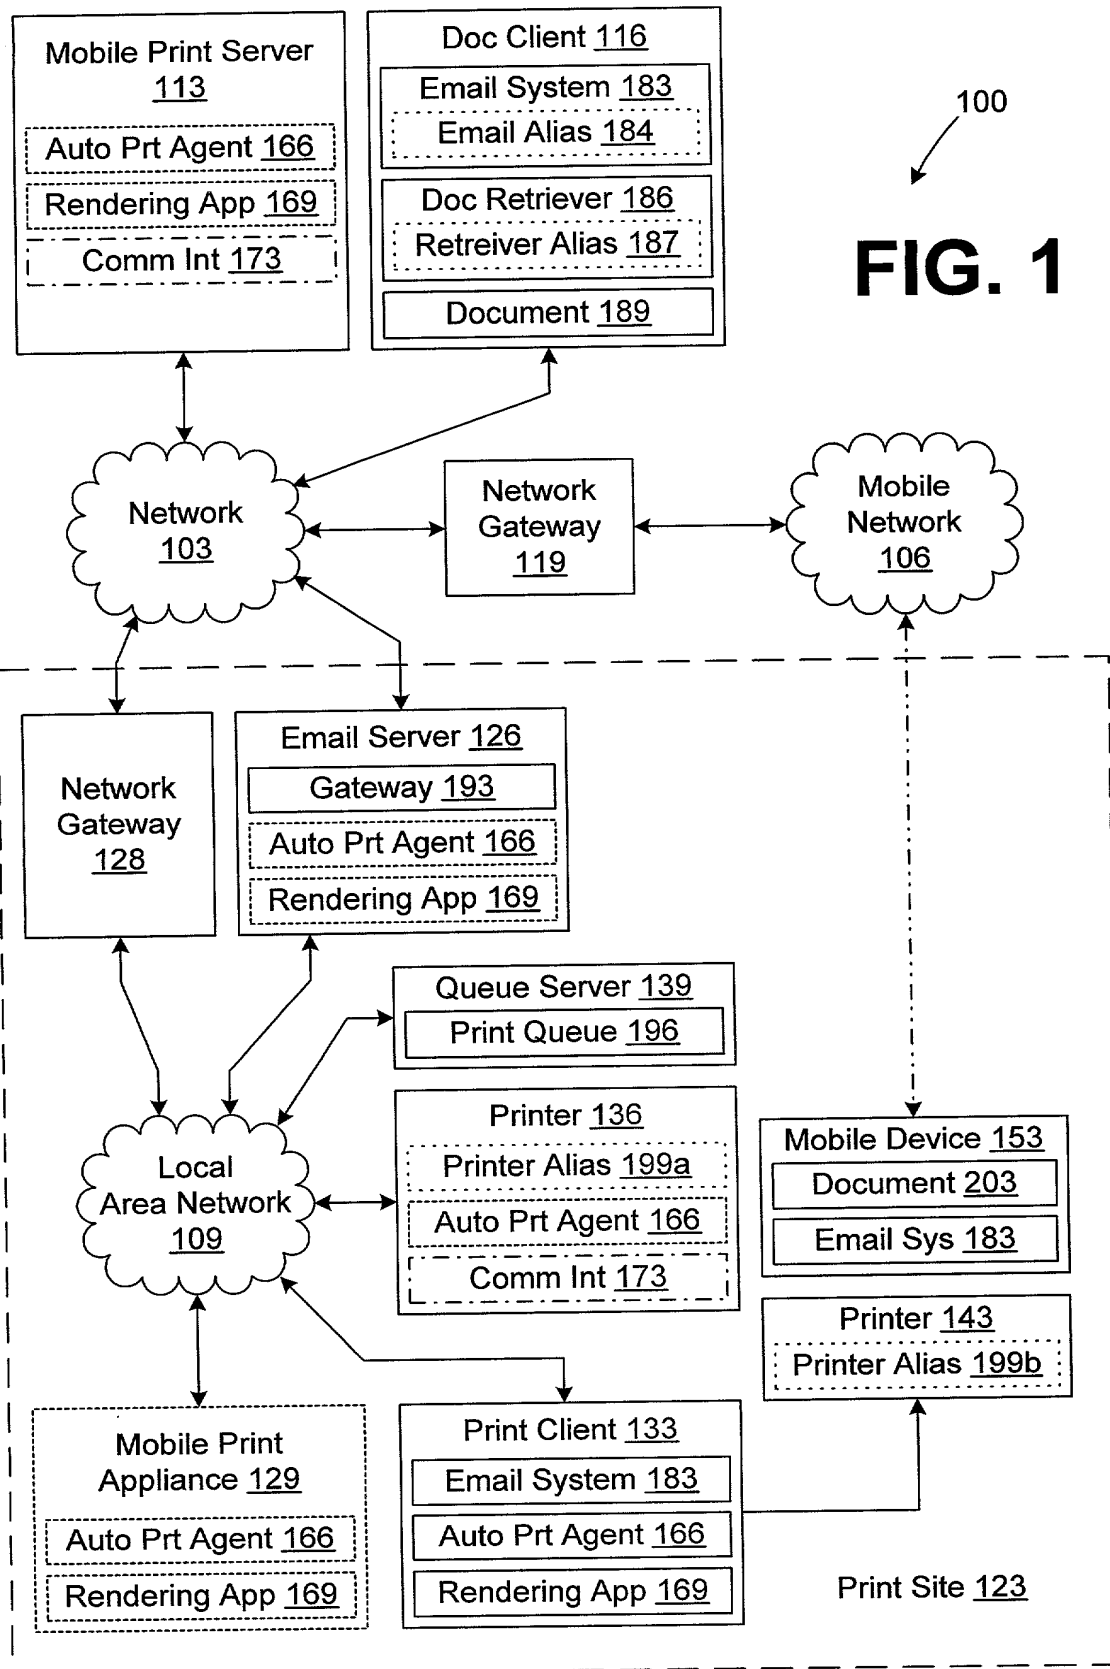 Mobile Print Server
113
Auto Prt Agent 166
Rendering App 169
Comm Int 173
Doc Client 116
Email System 183
Email Alias 184
Doc Retriever 186
Retreiver Alias 187
Document 189
100
FIG. 1
Network
103
Network
Gateway
119
Mobile
Network
106
Network
Gateway
128
Email Server 126
Gateway 193
Auto Prt Agent 166
Rendering App 169
Queue Server 139
Print Queue 196
Printer 136
Printer Alias 199a
Auto Prt Agent 166
Comm Int 173
Local
Area Network
109
Mobile Device 153
Document 203
Email Sys 183
Printer 143
Printer Alias 199b
Mobile Print
Appliance 129
Auto Prt Agent 166
Rendering App 169
Print Client 133
Email System 183
Auto Prt Agent 166
Rendering App 169
Print Site 123